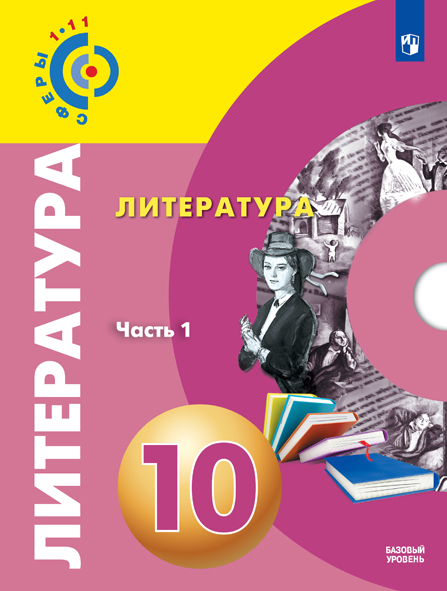 СФЕРЫ 1•11
ЛИТЕРАТУРА
ЛИТЕРАТУРА
Часть 1
10
БАЗОВЫЙ
УРОВЕНЬ